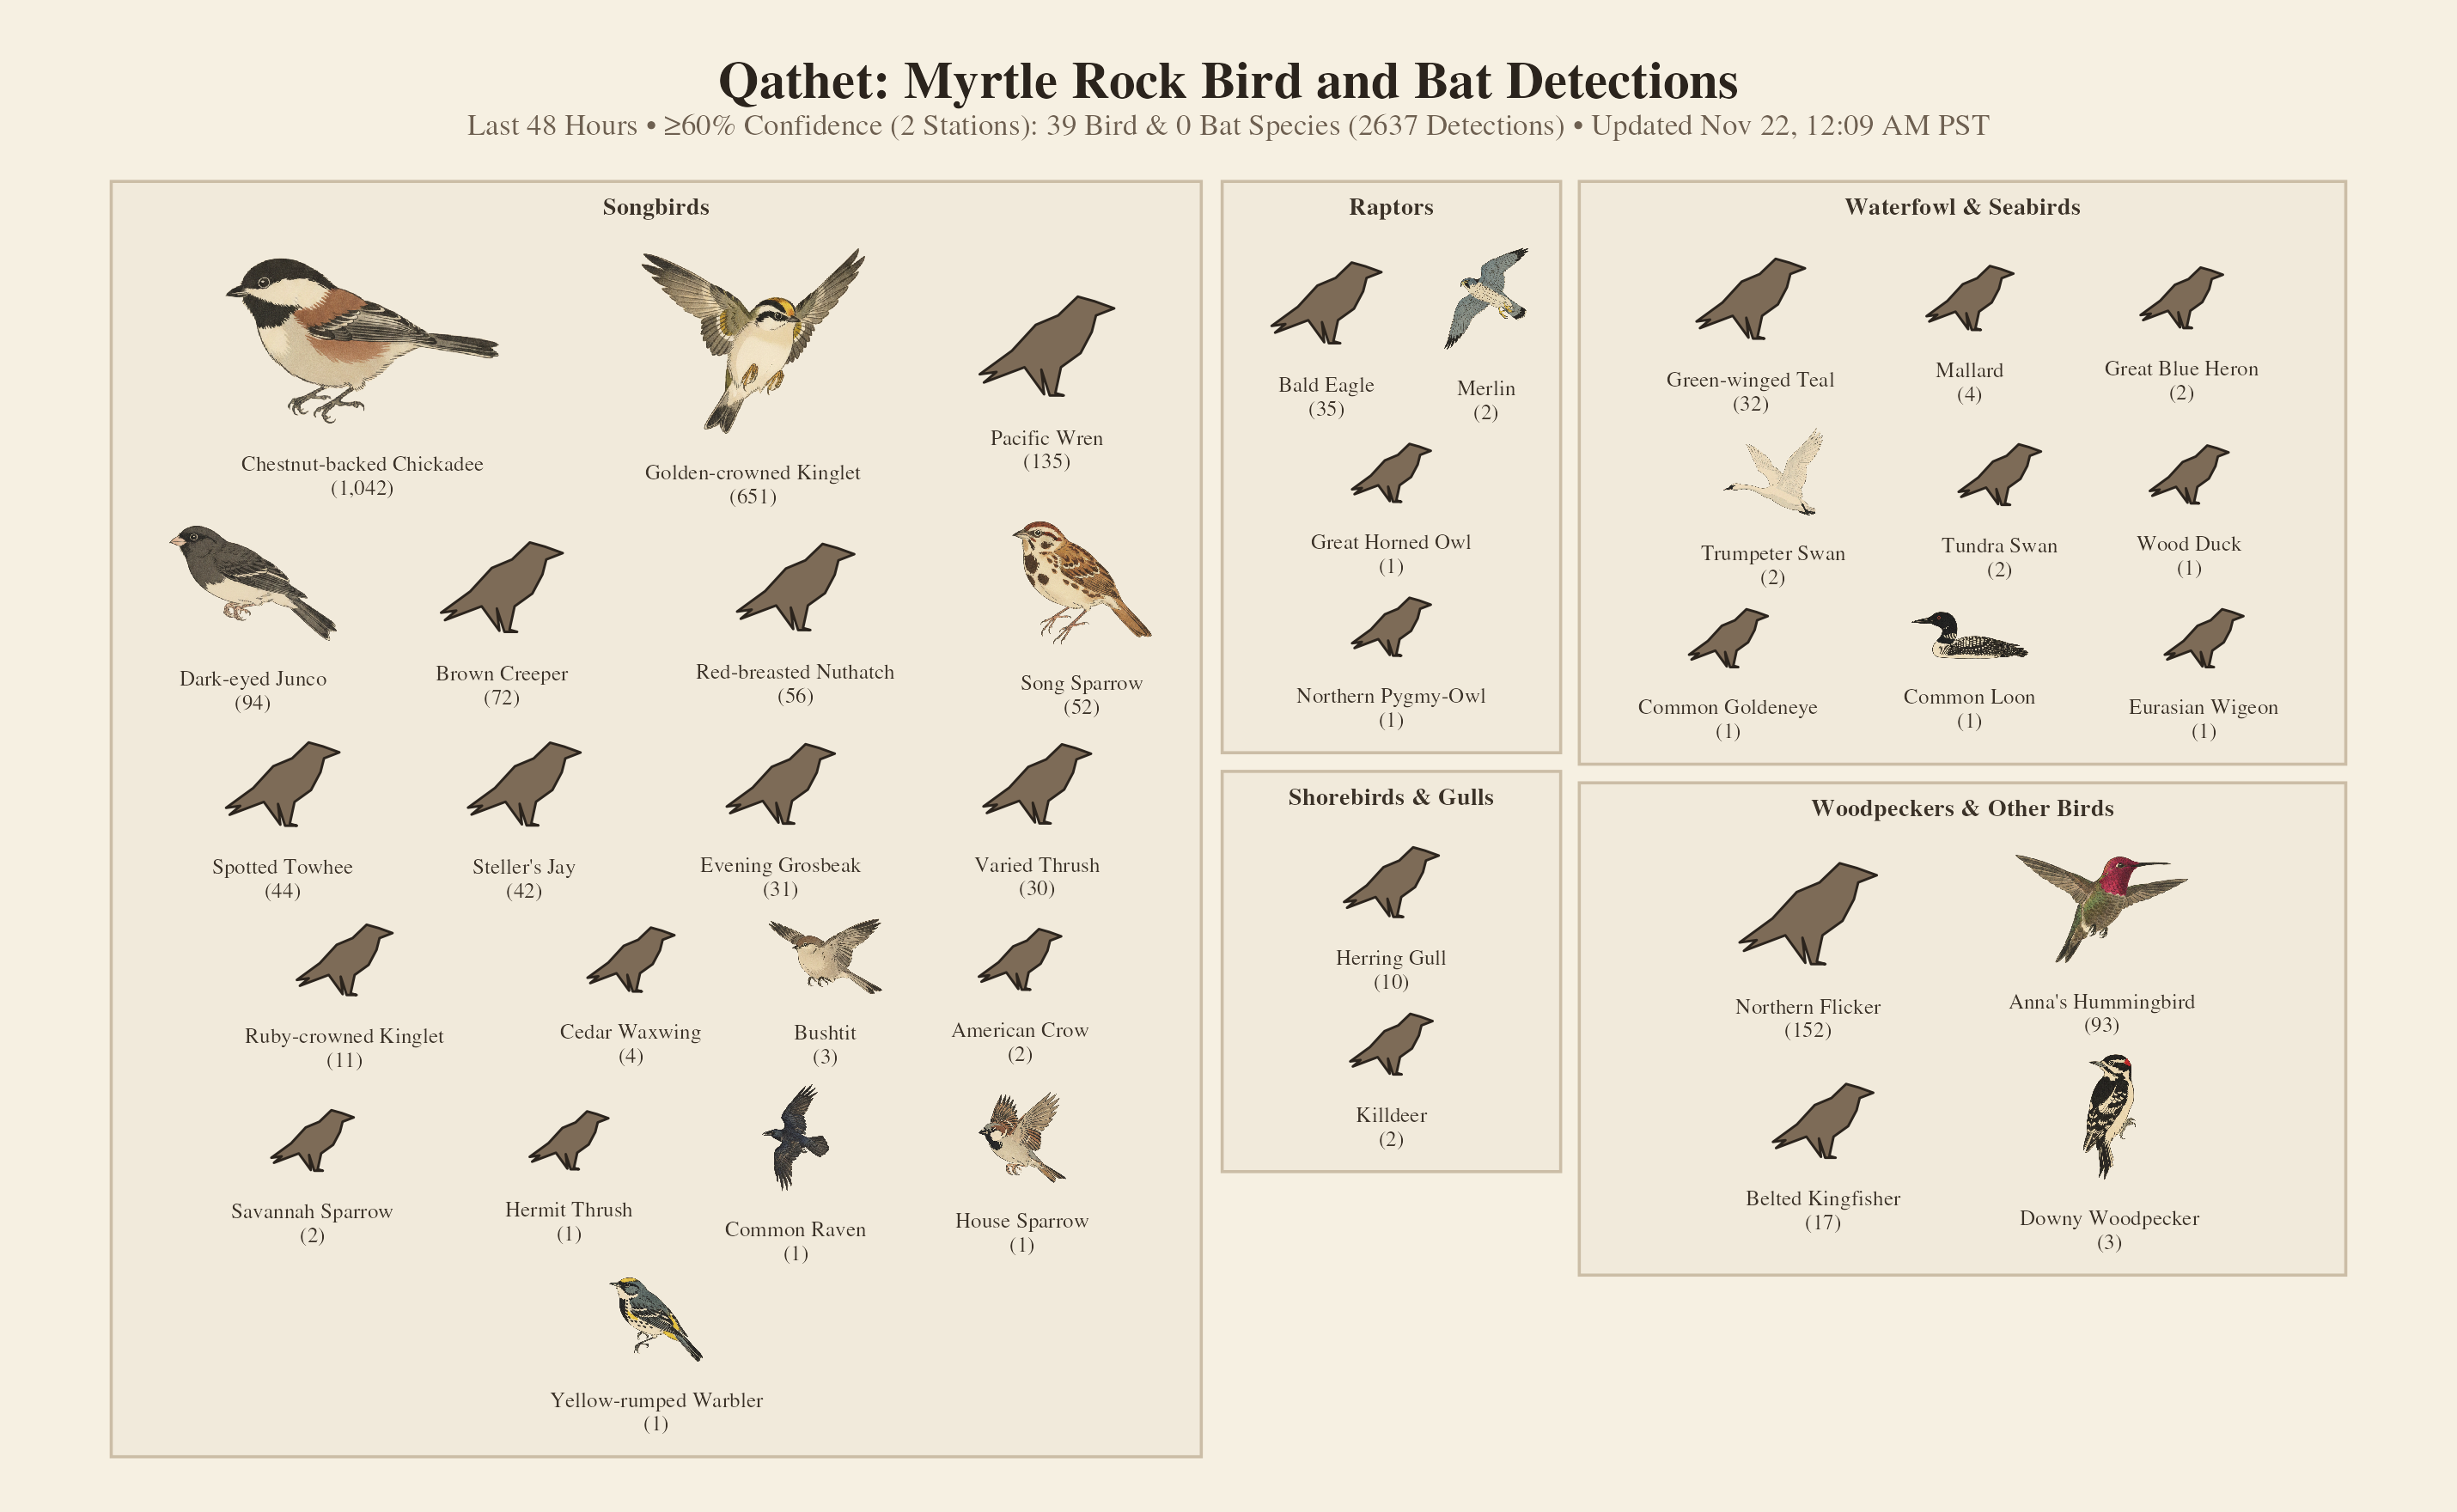 Qathet: Myrtle Rock Bird and Bat Detections
Last 48 Hours • ≥60% Confidence (2 Stations): 39 Bird & 0 Bat Species (2637 Detections) • Updated Nov 22, 12:09 AM PST
Songbirds
Chestnut-backed Chickadee
(1,042)
Golden-crowned Kinglet
(651)
Pacific Wren
(135)
Dark-eyed Junco
(94)
Brown Creeper
(72)
Red-breasted Nuthatch
(56)
Song Sparrow
(52)
Spotted Towhee
(44)
Steller's Jay
(42)
Evening Grosbeak
(31)
Varied Thrush
(30)
Ruby-crowned Kinglet
(11)
Cedar Waxwing
(4)
Bushtit
(3)
American Crow
(2)
Savannah Sparrow
(2)
Hermit Thrush
(1)
Common Raven
(1)
House Sparrow
(1)
Yellow-rumped Warbler
(1)
Raptors
Bald Eagle
(35)
Merlin
(2)
Great Horned Owl
(1)
Northern Pygmy-Owl
(1)
Shorebirds & Gulls
Herring Gull
(10)
Killdeer
(2)
Waterfowl & Seabirds
Green-winged Teal
(32)
Mallard
(4)
Great Blue Heron
(2)
Trumpeter Swan
(2)
Tundra Swan
(2)
Wood Duck
(1)
Common Goldeneye
(1)
Common Loon
(1)
Eurasian Wigeon
(1)
Woodpeckers & Other Birds
Northern Flicker
(152)
Anna's Hummingbird
(93)
Belted Kingfisher
(17)
Downy Woodpecker
(3)